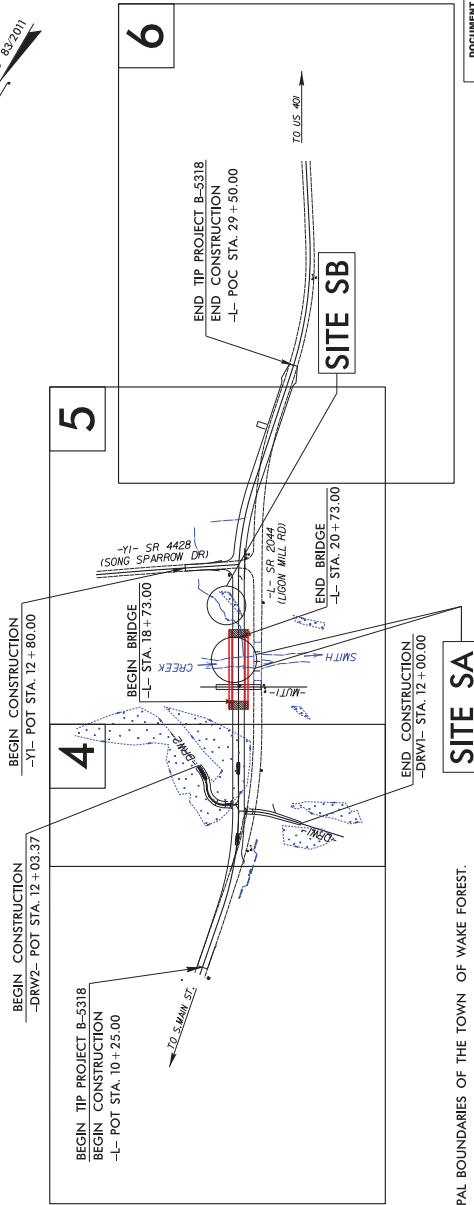 83/2011
6
5
4
BEGIN CONSTRUCTION
-Y1- POT STA. 12+80.00
BEGIN CONSTRUCTION
-DRW2- POT STA. 12+03.37
BEGIN TIP PROJECT B-5318
BEGIN CONSTRUCTION
-L- POT STA. 10+25.00
TO S.MAIN ST.
-DRW2-
BEGIN BRIDGE
-L- STA. 18+73.00
-Y1- SR 4428
(SONG SPARROW DR)
CREEK
SMITH
-MUT1-
-L- SR 2044
(LIGON MILL RD)
END BRIDGE
-L- STA. 20+73.00
END TIP PROJECT B-5318
END CONSTRUCTION
-L- POC STA. 29+50.00
TO US 401
SITE SB
-DRW1-
END CONSTRUCTION
-DRW1- STA. 12+00.00
SITE SA
PAL BOUNDARIES OF THE TOWN OF WAKE FOREST.
DOCUMENT